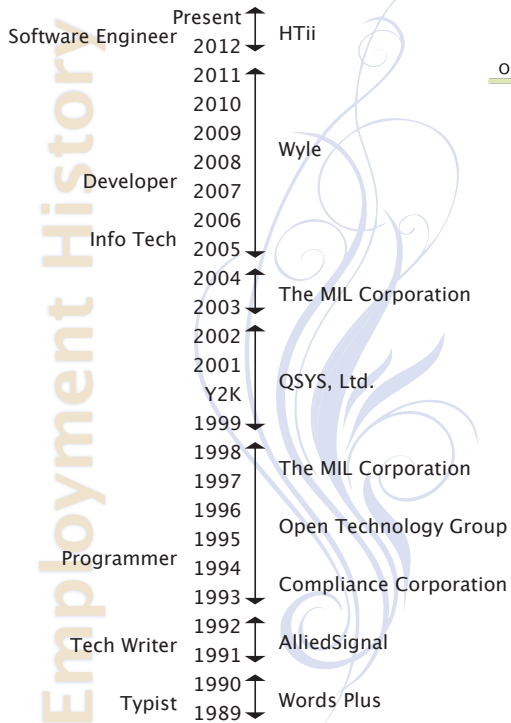 Employment History
Present
Software Engineer
HTii
2012
2011
O
2010
2009
Wyle
2008
Developer
2007
2006
Info Tech
2005
2004
The MIL Corporation
2003
2002
2001
QSYS, Ltd.
Y2K
1999
1998
The MIL Corporation
1997
1996
Open Technology Group
1995
Programmer
1994
Compliance Corporation
1993
1992
Tech Writer
AlliedSignal
1991
1990
Typist
Words Plus
1989